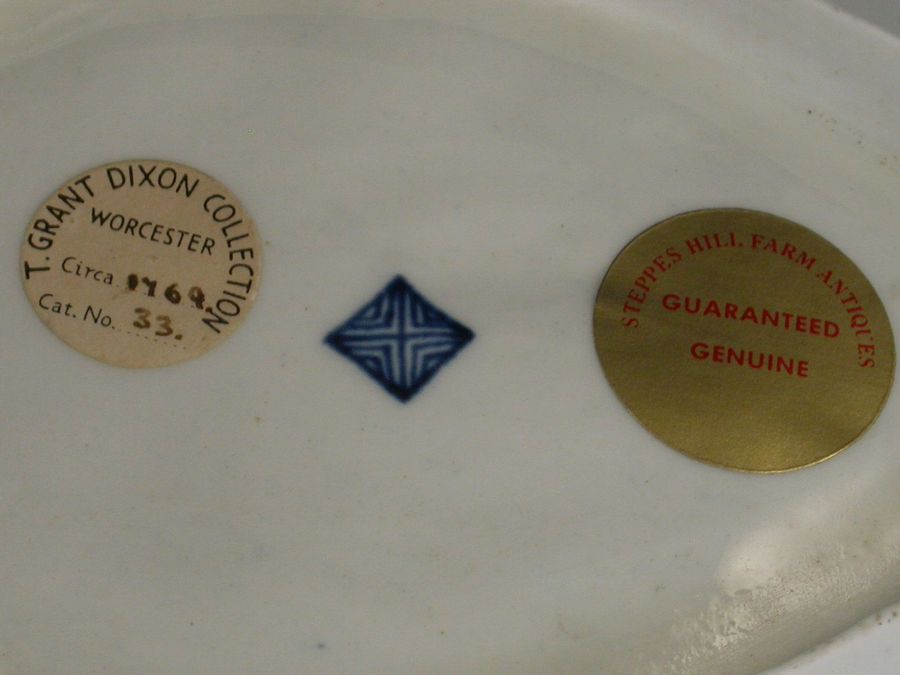 T. GRANT DIXON COLLECTION
WORCESTER
Circa 1769.
Cat. No. 33.
STEPPES HILL FARM ANTIQUES
GUARANTEED
GENUINE